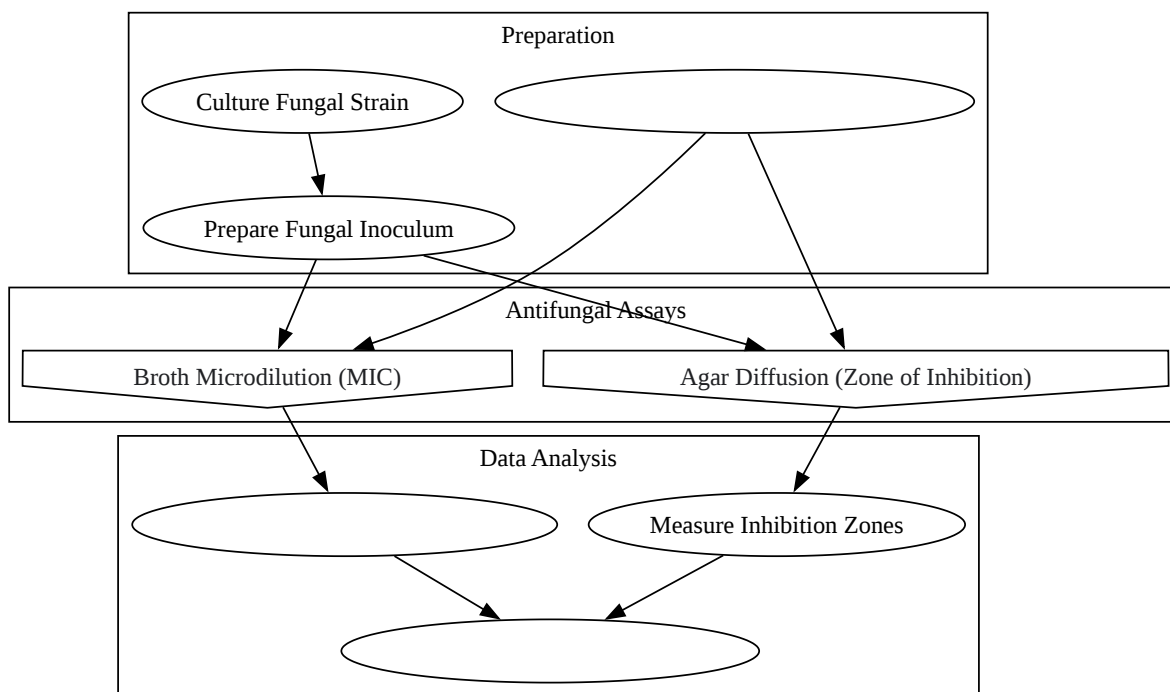 Preparation
Culture Fungal Strain
Prepare Fungal Inoculum
Antifungal Assays
Broth Microdilution (MIC)
Agar Diffusion (Zone of Inhibition)
Data Analysis
Measure Inhibition Zones